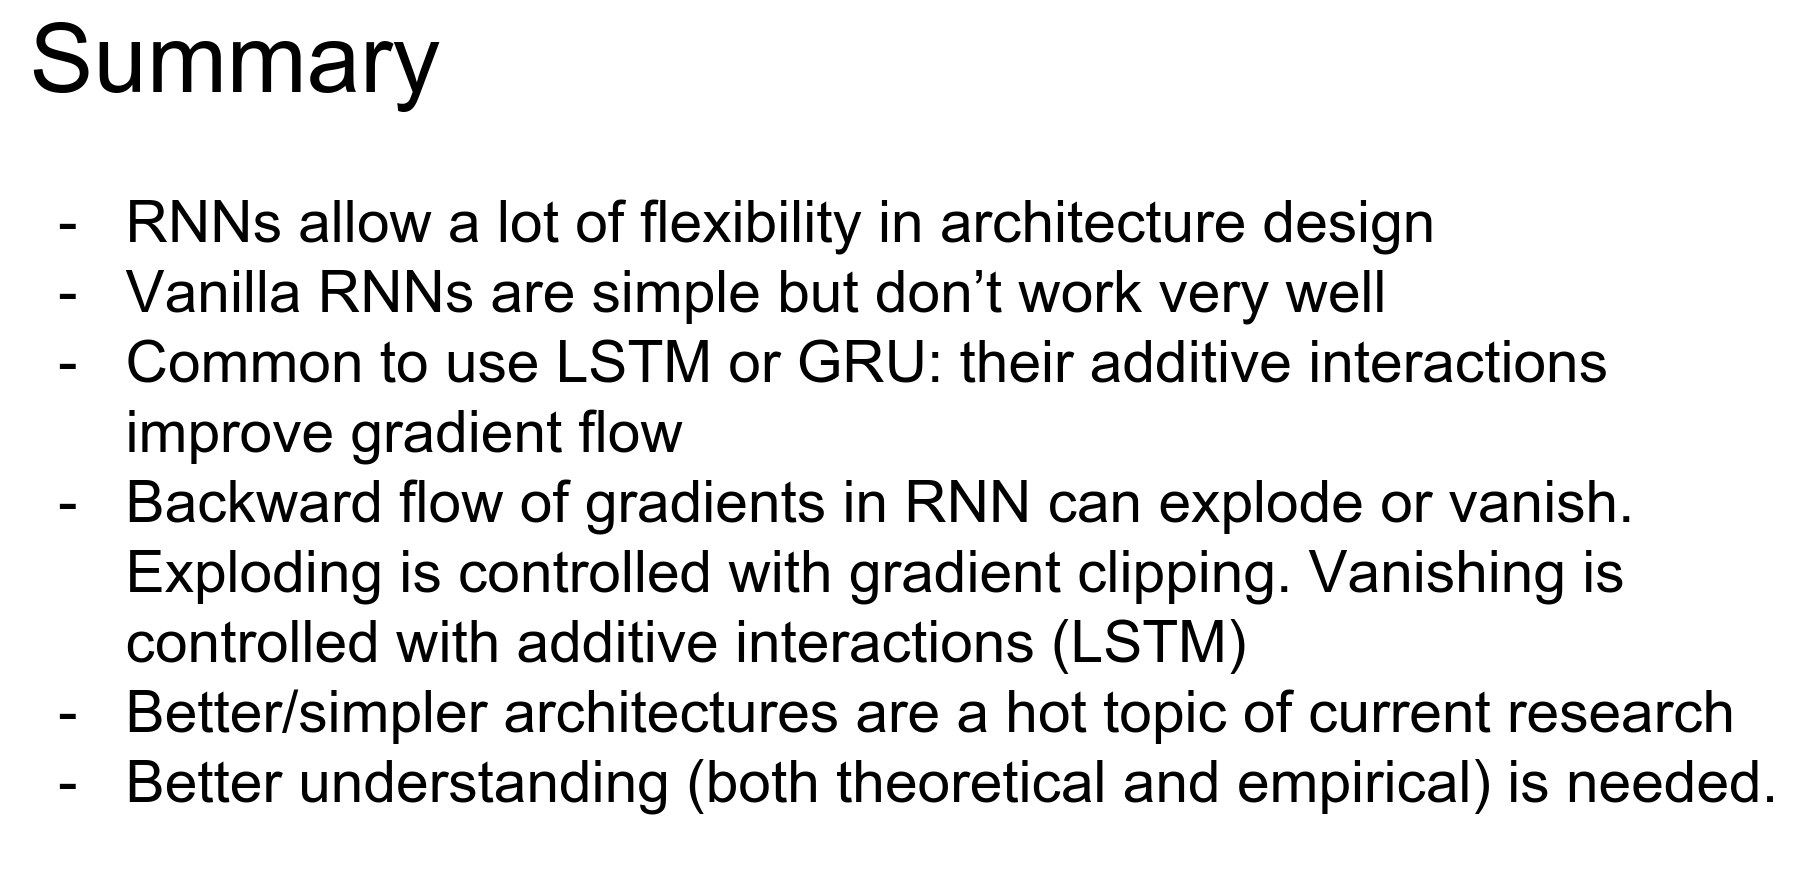 Summary
- RNNs allow a lot of flexibility in architecture design
- Vanilla RNNs are simple but don’t work very well
- Common to use LSTM or GRU: their additive interactions
improve gradient flow
- Backward flow of gradients in RNN can explode or vanish.
Exploding is controlled with gradient clipping. Vanishing is
controlled with additive interactions (LSTM)
- Better/simpler architectures are a hot topic of current research
- Better understanding (both theoretical and empirical) is needed.